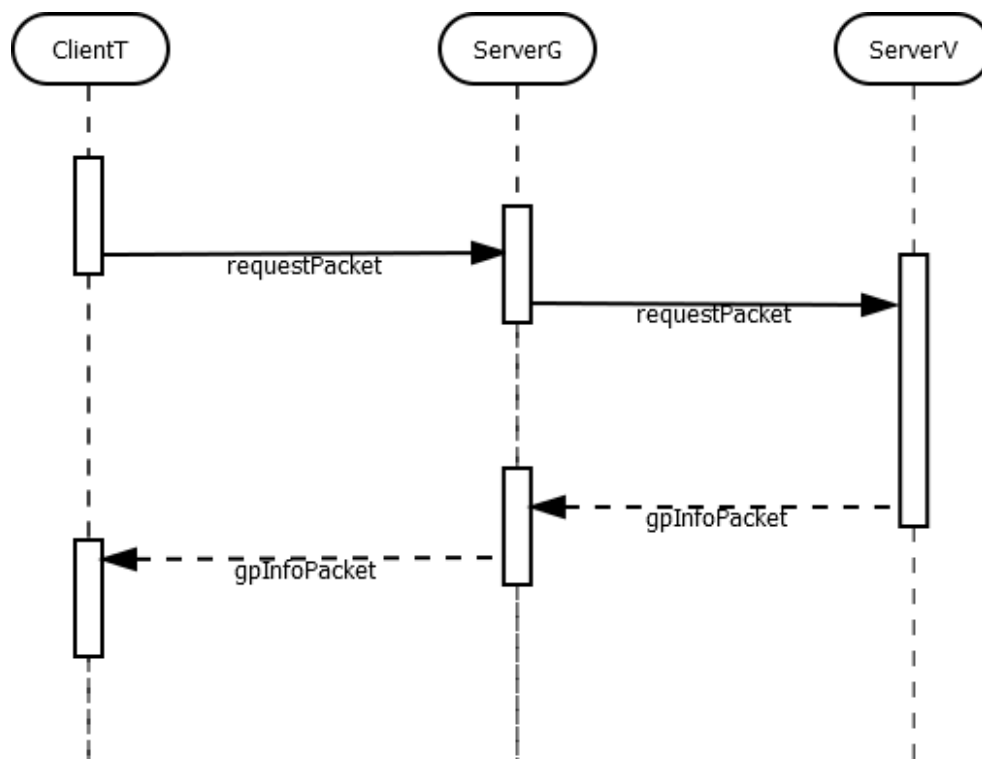 ClientT
ServerG
ServerV
requestPacket
requestPacket
gpInfoPacket
gpInfoPacket